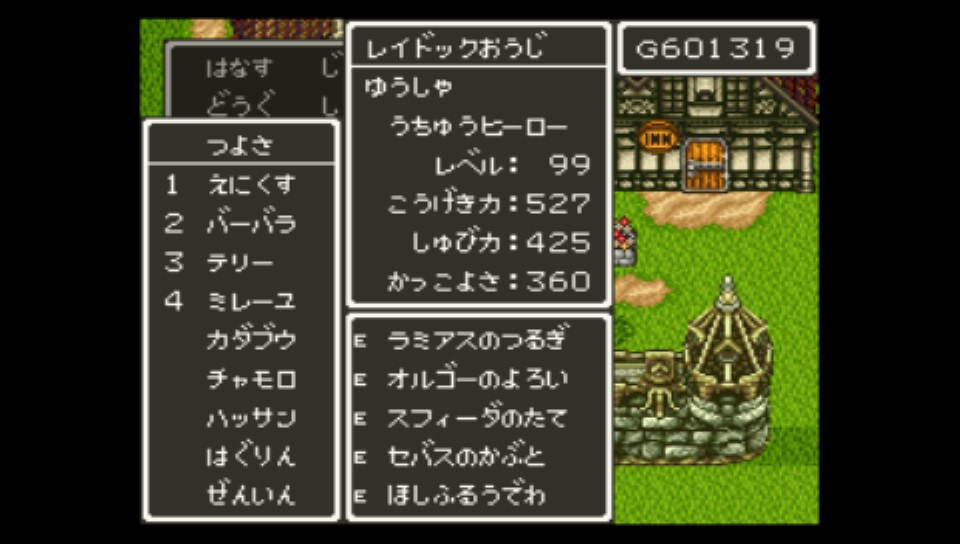 はなす　じ
どうぐ　し
つよさ
1 えにくす
2 バーバラ
3 テリー
4 ミレーユ
カダブウ
チャモロ
ハッサン
はぐりん
ぜんいん
レイドックおうじ
ゆうしゃ
うちゅうヒーロー
レベル： 99
こうげき力：527
しゅび力：425
かっこよさ：360
E ラミアスのつるぎ
E オルゴーのよろい
E スフィーダのたて
E セバスのかぶと
E ほしふるうでわ
G601319
INN